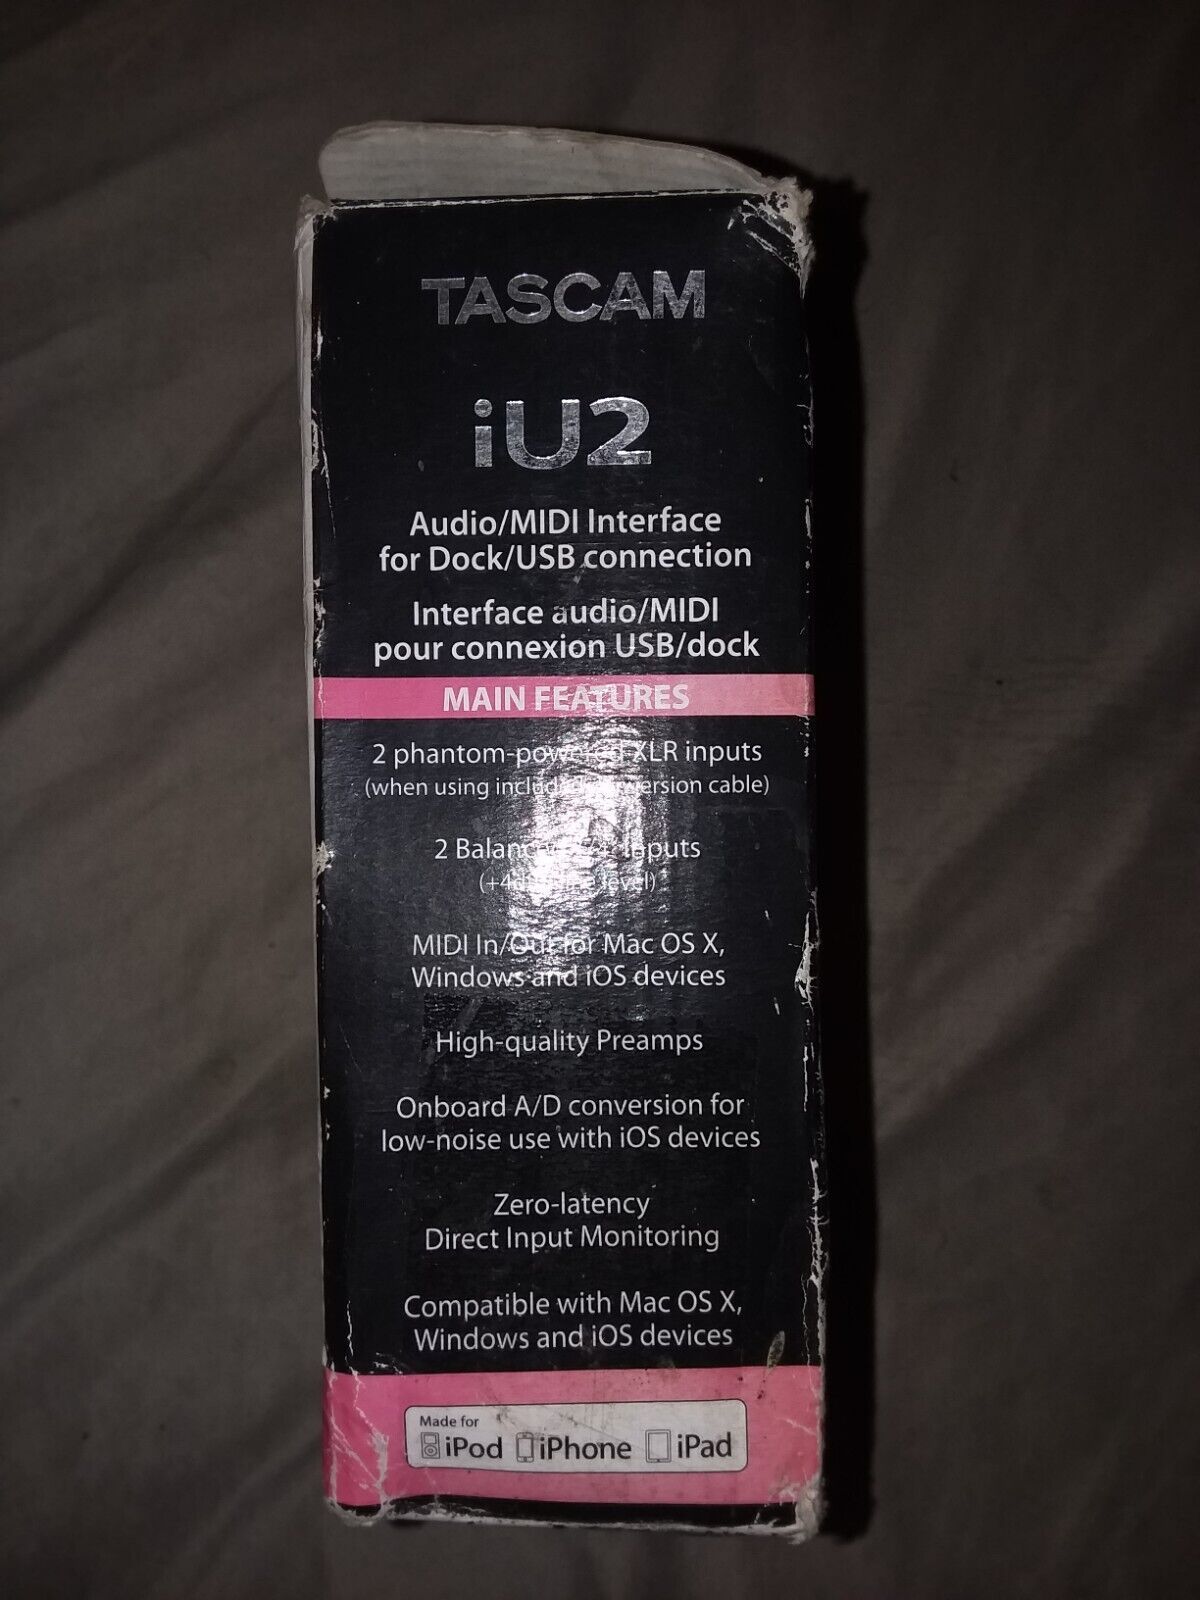 TASCAM
iU2
Audio/MIDI Interface
for Dock/USB connection
Interface audio/MIDI
pour connexion USB/dock
MAIN FEATURES
2 phantom-powered XLR inputs
(when using included conversion cable)
2 Balanced inputs
level)
MIDI In/Out for Mac OS X,
Windows and iOS devices
High-quality Preamps
Onboard A/D conversion for
low-noise use with iOS devices
Zero-latency
Direct Input Monitoring
Compatible with Mac OS X,
Windows and iOS devices
Made for
iPod iPhone iPad